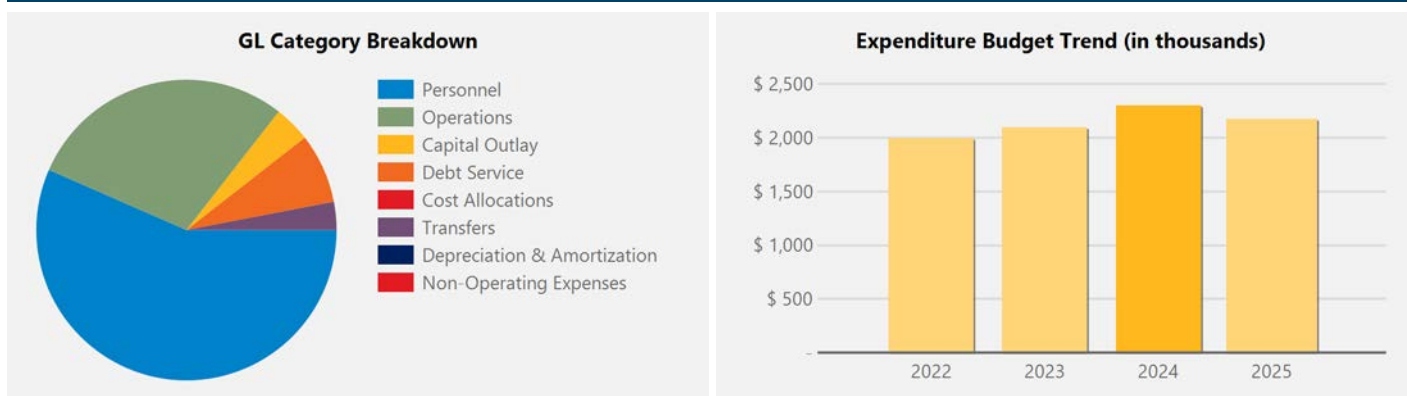 GL Category Breakdown
Personnel
Operations
Capital Outlay
Debt Service
Cost Allocations
Transfers
Depreciation & Amortization
Non-Operating Expenses
Expenditure Budget Trend (in thousands)
$ 2,500
$ 2,000
$ 1,500
$ 1,000
$ 500
-
2022 2023 2024 2025